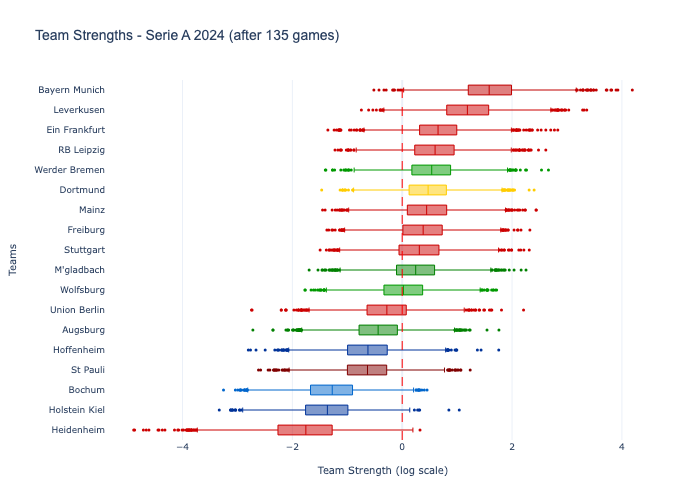 Team Strengths - Serie A 2024 (after 135 games)
Bayern Munich
Leverkusen
Ein Frankfurt
RB Leipzig
Werder Bremen
Dortmund
Mainz
Freiburg
Stuttgart
M'gladbach
Wolfsburg
Union Berlin
Augsburg
Hoffenheim
St Pauli
Bochum
Holstein Kiel
Heidenheim
Teams
−4 −2 0 2 4
Team Strength (log scale)